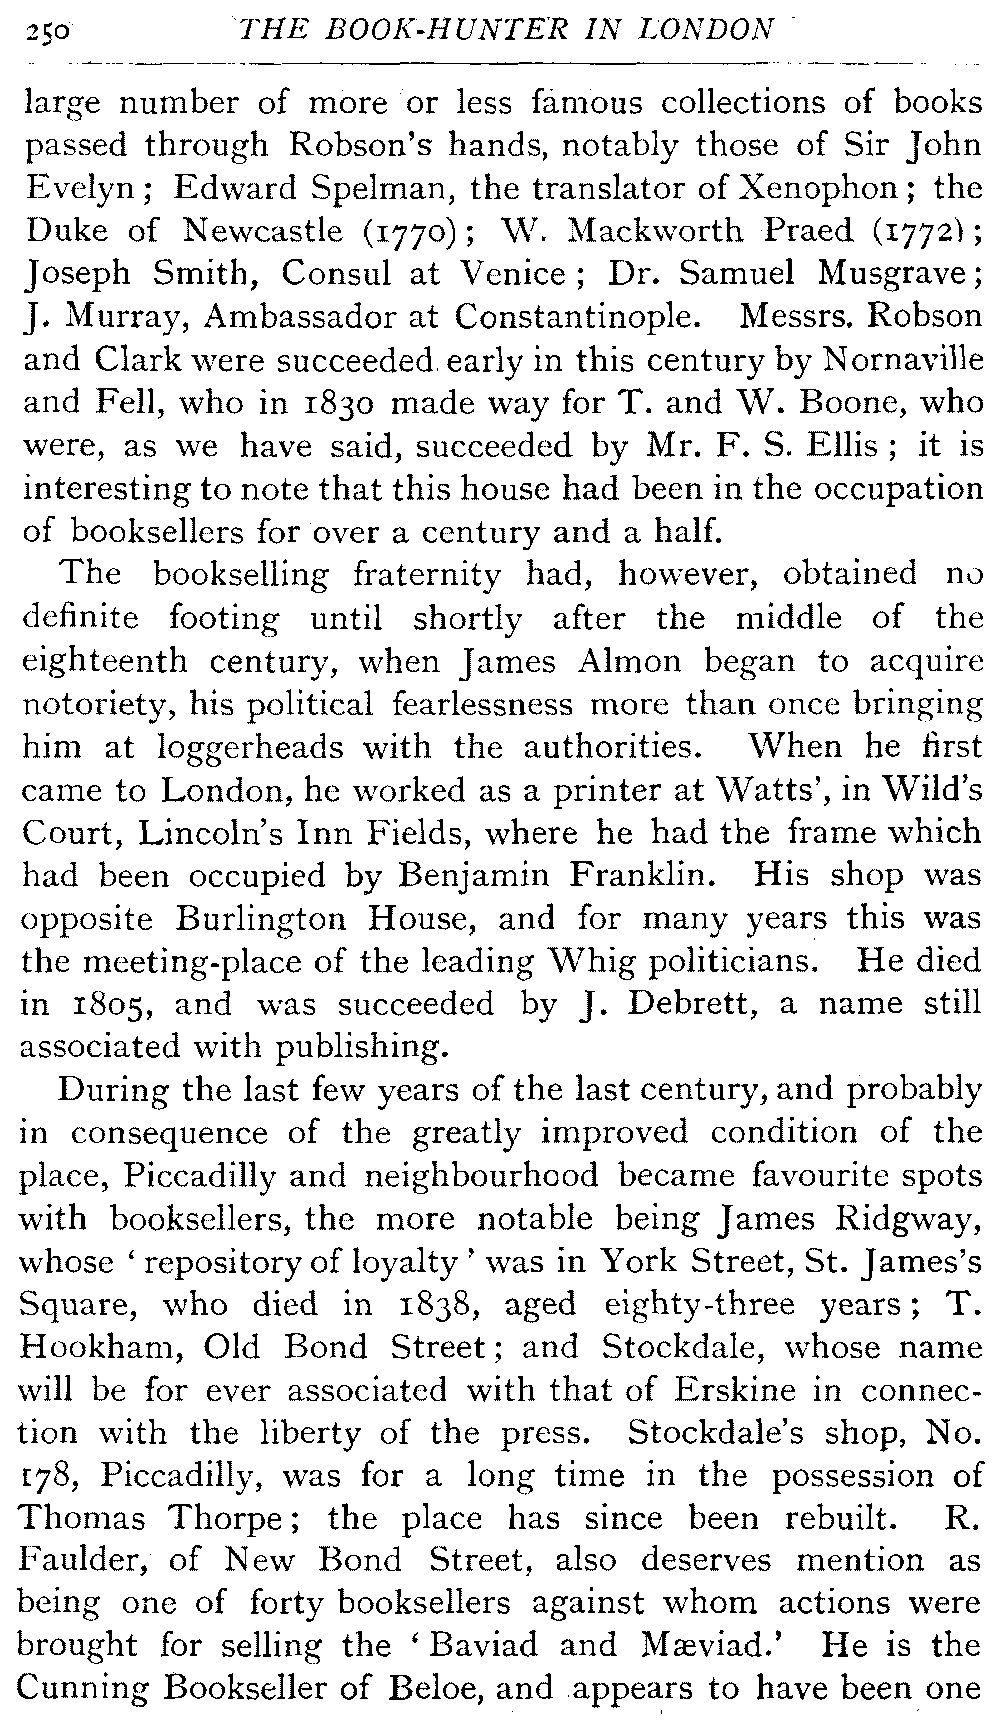 250 THE BOOK-HUNTER IN LONDON
large number of more or less famous collections of books
passed through Robson's hands, notably those of Sir John
Evelyn; Edward Spelman, the translator of Xenophon; the
Duke of Newcastle (1770); W. Mackworth Praed (1772);
Joseph Smith, Consul at Venice; Dr. Samuel Musgrave;
J. Murray, Ambassador at Constantinople. Messrs. Robson
and Clark were succeeded early in this century by Nornaville
and Fell, who in 1830 made way for T. and W. Boone, who
were, as we have said, succeeded by Mr. F. S. Ellis; it is
interesting to note that this house had been in the occupation
of booksellers for over a century and a half.
The bookselling fraternity had, however, obtained no
definite footing until shortly after the middle of the
eighteenth century, when James Almon began to acquire
notoriety, his political fearlessness more than once bringing
him at loggerheads with the authorities. When he first
came to London, he worked as a printer at Watts', in Wild's
Court, Lincoln's Inn Fields, where he had the frame which
had been occupied by Benjamin Franklin. His shop was
opposite Burlington House, and for many years this was
the meeting-place of the leading Whig politicians. He died
in 1805, and was succeeded by J. Debrett, a name still
associated with publishing.
During the last few years of the last century, and probably
in consequence of the greatly improved condition of the
place, Piccadilly and neighbourhood became favourite spots
with booksellers, the more notable being James Ridgway,
whose 'repository of loyalty' was in York Street, St. James's
Square, who died in 1838, aged eighty-three years; T.
Hookham, Old Bond Street; and Stockdale, whose name
will be for ever associated with that of Erskine in connec-
tion with the liberty of the press. Stockdale's shop, No.
178, Piccadilly, was for a long time in the possession of
Thomas Thorpe; the place has since been rebuilt. R.
Faulder, of New Bond Street, also deserves mention as
being one of forty booksellers against whom actions were
brought for selling the 'Baviad and Mæviad.' He is the
Cunning Bookseller of Beloe, and appears to have been one